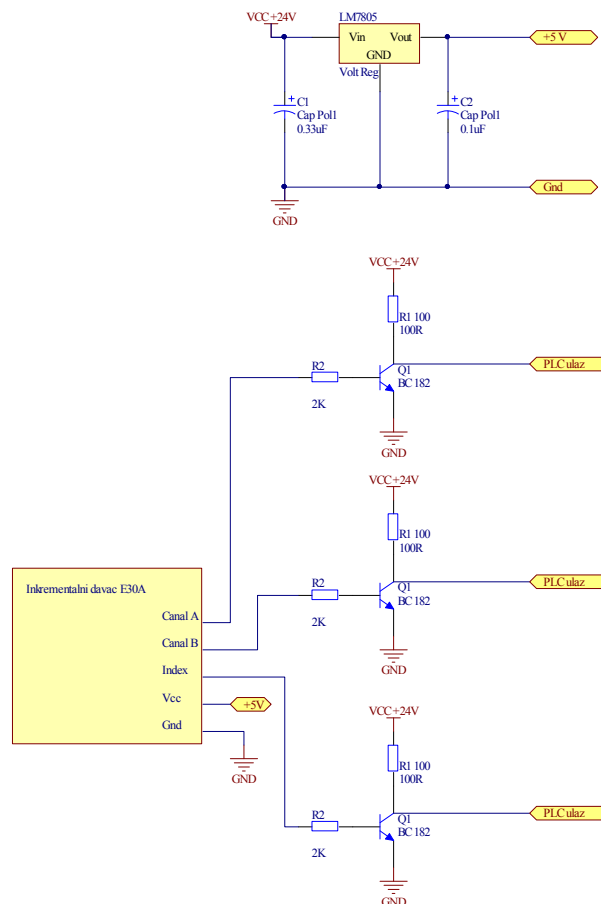 VCC+24V
LM7805
Vin
Vout
GND
Volt Reg
+5 V
C1
Cap Pol1
0.33uF
C2
Cap Pol1
0.1uF
Gnd
GND
VCC+24V
R1 100
100R
R2
2K
Q1
BC 182
PLC ulaz
GND
VCC+24V
R1 100
100R
R2
2K
Q1
BC 182
PLC ulaz
GND
Inkrementalni davac E30A
Canal A
Canal B
Index
Vcc
Gnd
+5V
GND
VCC+24V
R1 100
100R
R2
2K
Q1
BC 182
PLC ulaz
GND